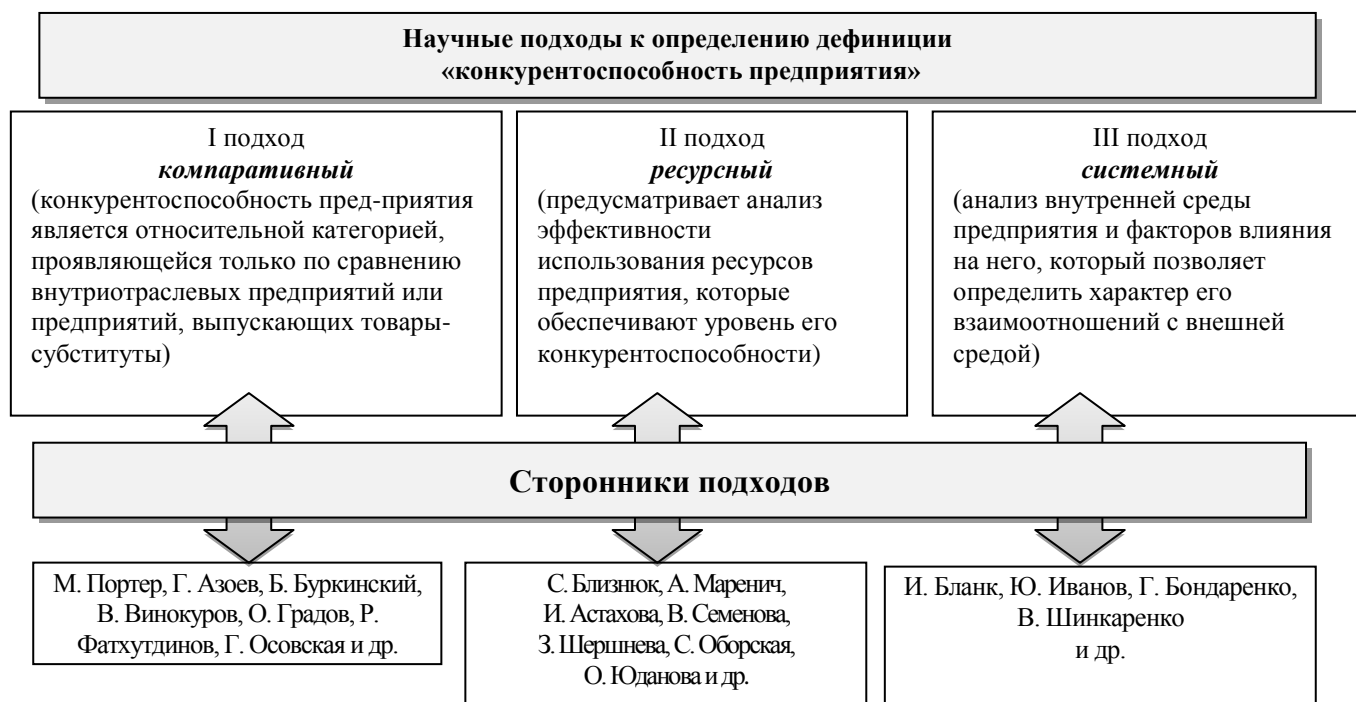 Научные подходы к определению дефиниции
«конкурентоспособность предприятия»
I подход
компаративный
(конкурентоспособность пред-приятия
является относительной категорией,
проявляющейся только по сравнению
внутриотраслевых предприятий или
предприятий, выпускающих товары-
субституты)
II подход
ресурсный
(предусматривает анализ
эффективности
использования ресурсов
предприятия, которые
обеспечивают уровень его
конкурентоспособности)
III подход
системный
(анализ внутренней среды
предприятия и факторов влияния
на него, который позволяет
определить характер его
взаимоотношений с внешней
средой)
Сторонники подходов
М. Портер, Г. Азоев, Б. Буркинский,
В. Винокуров, О. Градов, Р.
Фатхутдинов, Г. Осовская и др.
С. Близнюк, А. Маренич,
И. Астахова, В. Семенова,
З. Шершнева, С. Оборская,
О. Юданова и др.
И. Бланк, Ю. Иванов, Г. Бондаренко,
В. Шинкаренко
и др.